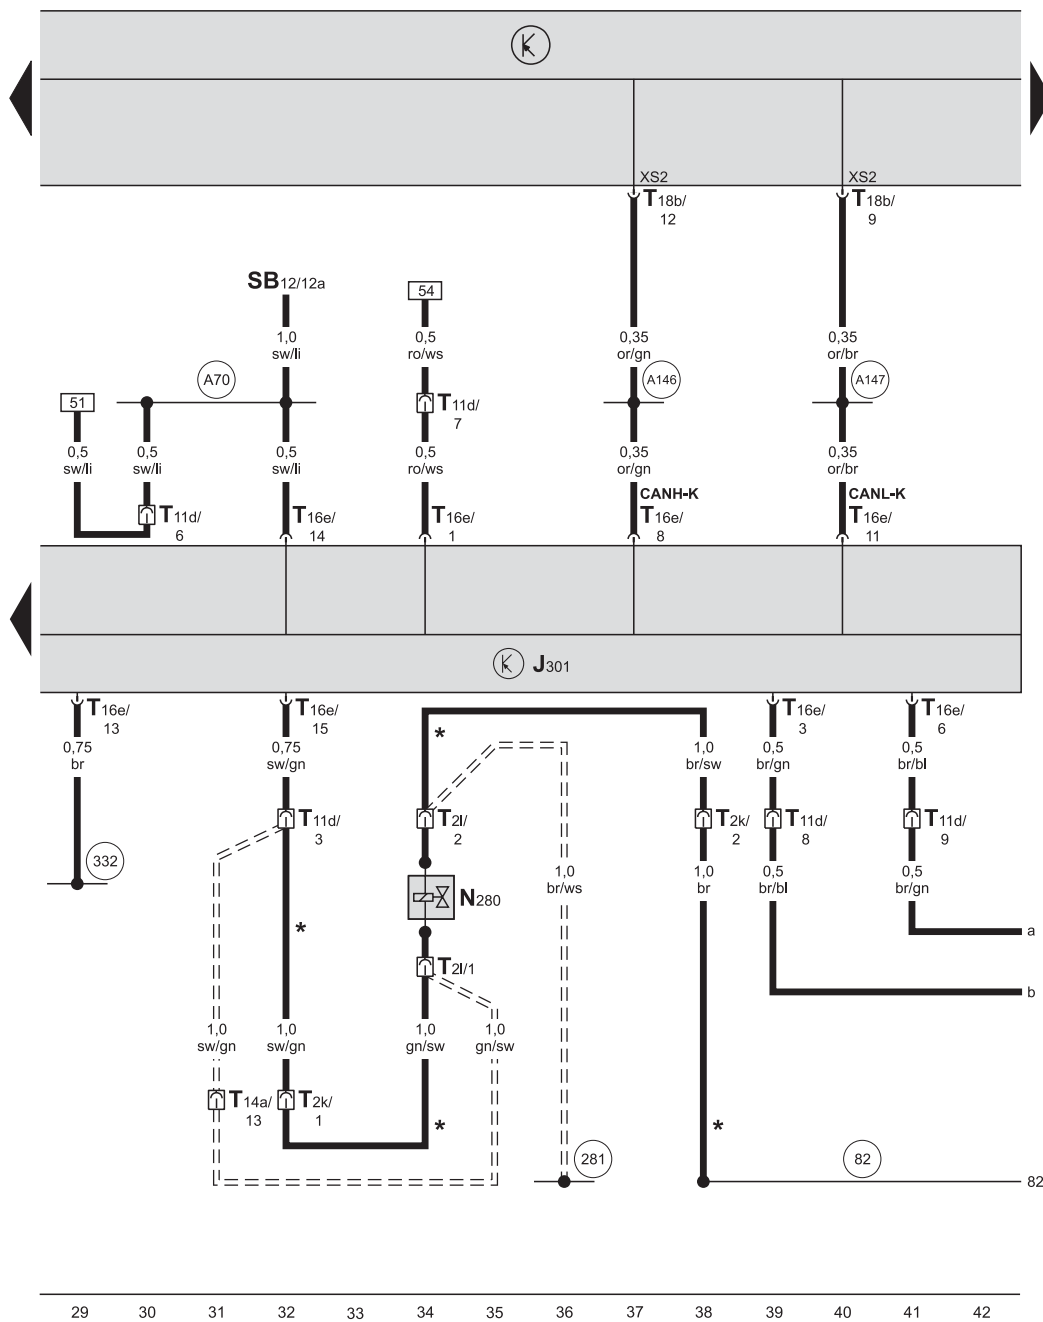 XS2 XS2
T18b/ T18b/
12 9
SB12/12a
54
1,0 0,5 0,35 0,35
sw/li ro/ws or/gn or/br
A70 A146 A147
51 T11d/
7
0,5 0,5 0,5 0,5 0,35 0,35
sw/li sw/li sw/li ro/ws or/gn or/br
CANH-K CANL-K
T11d/ T16e/ T16e/ T16e/ T16e/
6 14 1 8 11
J301
T16e/ T16e/ T16e/ T16e/
13 15 3 6
*
0,75 0,75 1,0 0,5 0,5
br sw/gn br/sw br/gn br/bl
T11d/ T2l/ T2k/ T11d/ T11d/
3 2 2 8 9
332
1,0 1,0 0,5 0,5
br/ws br br/bl br/gn
N280
* a
T2l/1
b
1,0 1,0 1,0 1,0
sw/gn sw/gn gn/sw gn/sw
T14a/ T2k/
13 1
* *
281 82
82
29 30 31 32 33 34 35 36 37 38 39 40 41 42